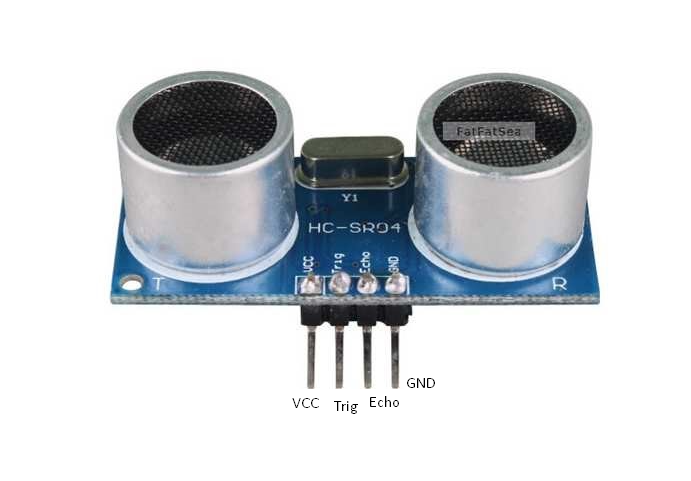 FatFatSea
Y1
HC-SR04
VCC Trig Echo GND
T R
GND
VCC Trig Echo